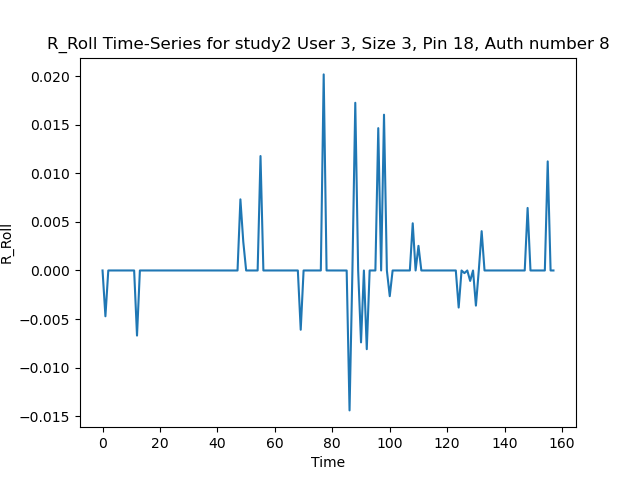 R_Roll Time-Series for study2 User 3, Size 3, Pin 18, Auth number 8
0.020
0.015
0.010
0.005
0.000
−0.005
−0.010
−0.015
R_Roll
0 20 40 60 80 100 120 140 160
Time